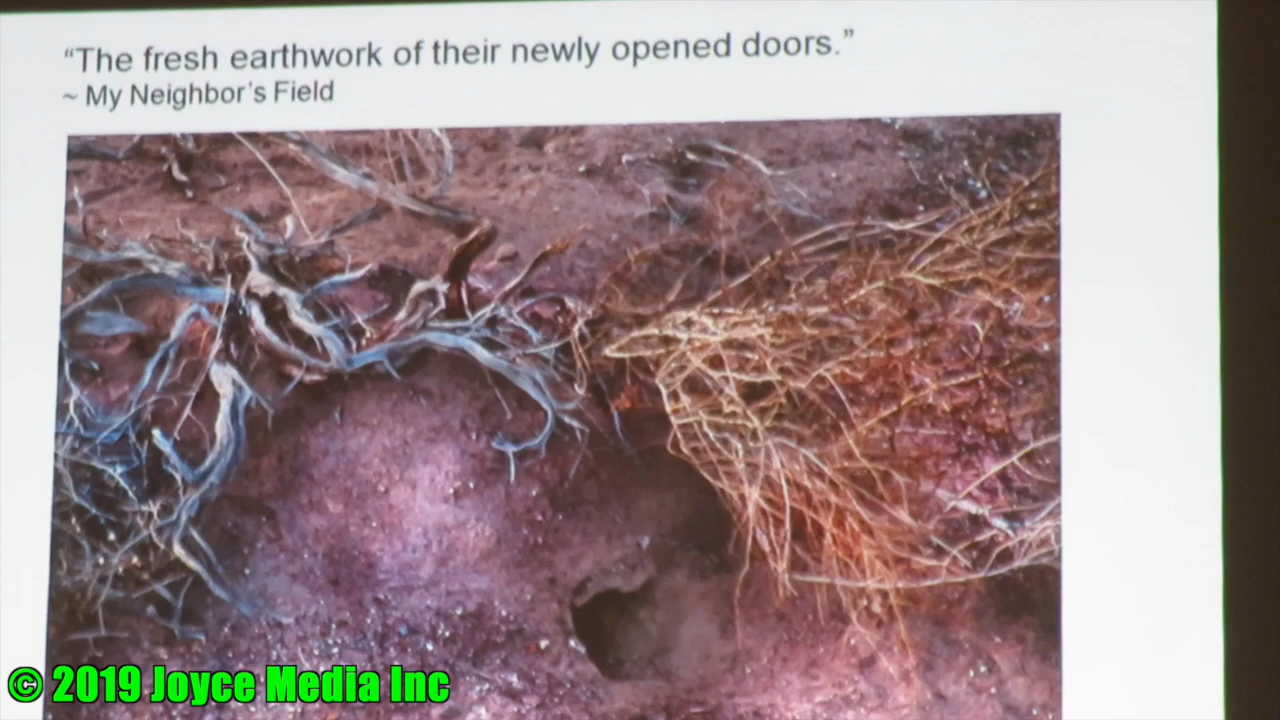 “The fresh earthwork of their newly opened doors.”
~ My Neighbor’s Field
© 2019 Joyce Media Inc